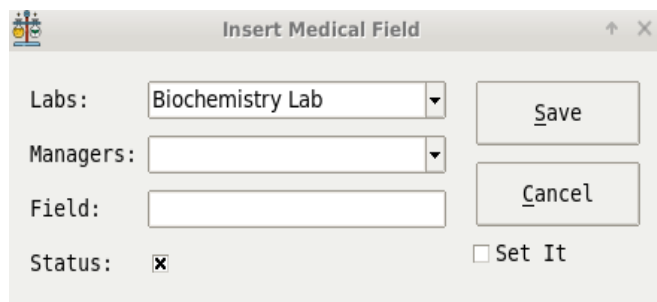 Insert Medical Field
Labs:
Biochemistry Lab
Save
Managers:
Cancel
Field:
Status:
Set It